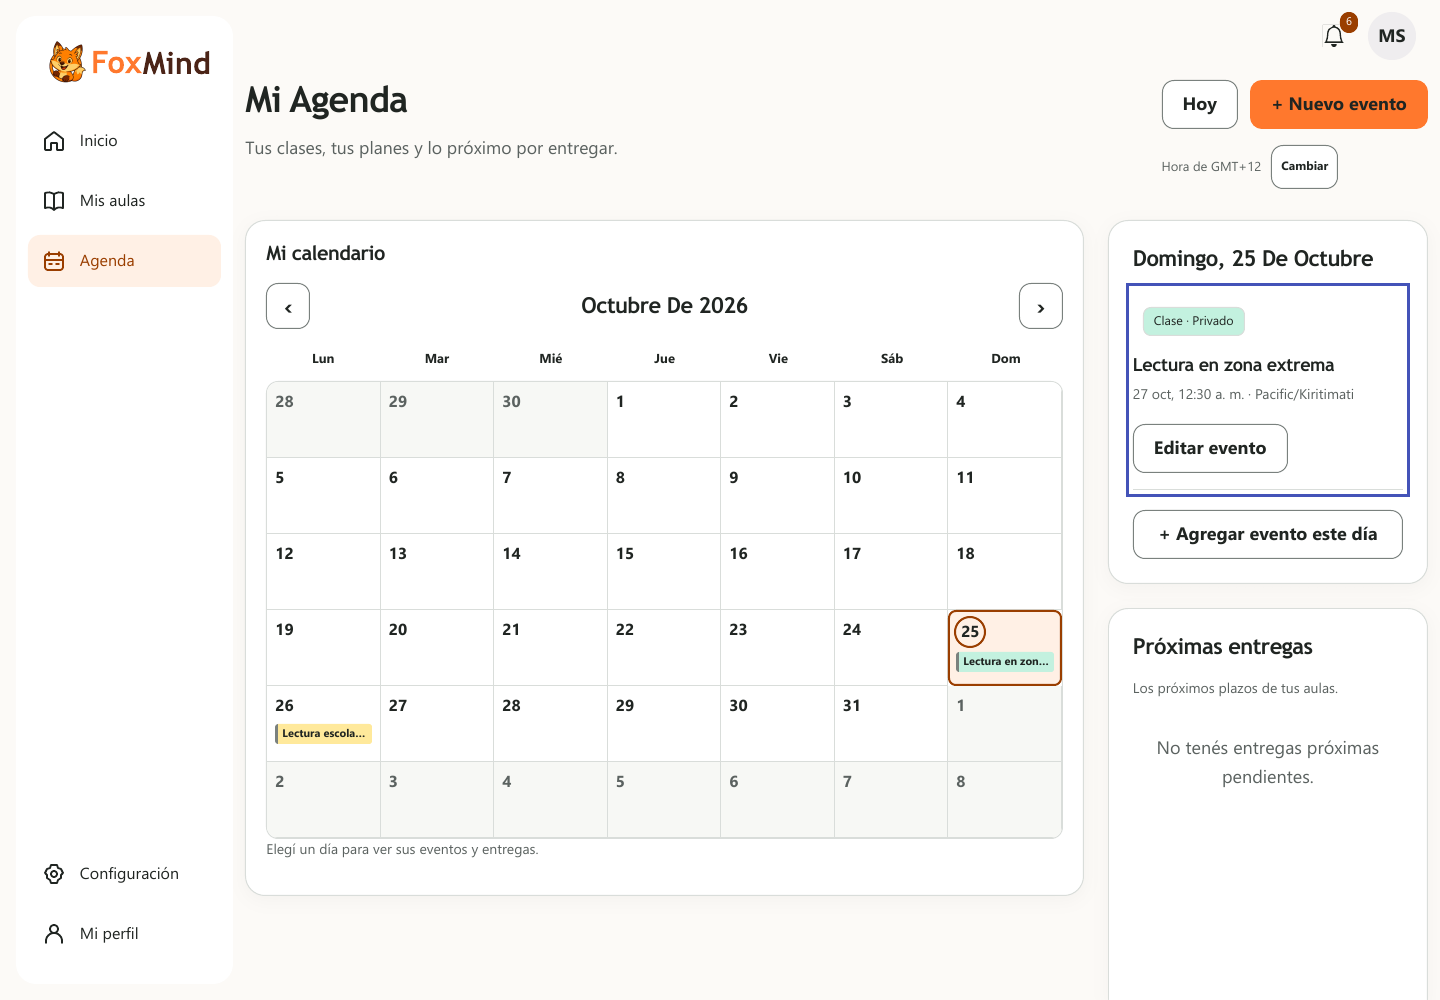 FoxMind
Inicio
Mis aulas
Agenda
Configuración
Mi perfil
6
MS
Mi Agenda
Tus clases, tus planes y lo próximo por entregar.
Hoy
+ Nuevo evento
Hora de GMT+12
Cambiar
Mi calendario
‹
Octubre De 2026
›
Lun Mar Mié Jue Vie Sáb Dom
28 29 30 1 2 3 4
5 6 7 8 9 10 11
12 13 14 15 16 17 18
19 20 21 22 23 24 25
Lectura en zon...
26 27 28 29 30 31 1
Lectura escola...
2 3 4 5 6 7 8
Elegí un día para ver sus eventos y entregas.
Domingo, 25 De Octubre
Clase · Privado
Lectura en zona extrema
27 oct, 12:30 a. m. · Pacific/Kiritimati
Editar evento
+ Agregar evento este día
Próximas entregas
Los próximos plazos de tus aulas.
No tenés entregas próximas
pendientes.